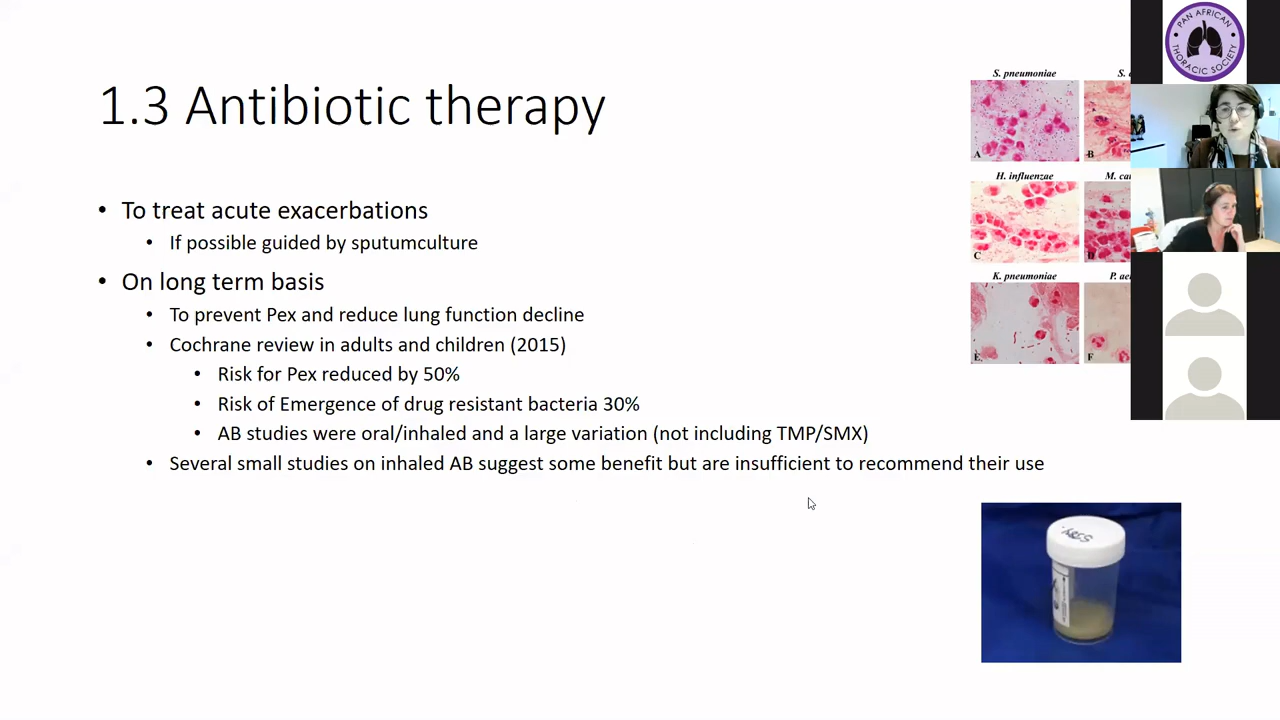 1.3 Antibiotic therapy
• To treat acute exacerbations
• If possible guided by sputumculture
• On long term basis
• To prevent Pex and reduce lung function decline
• Cochrane review in adults and children (2015)
• Risk for Pex reduced by 50%
• Risk of Emergence of drug resistant bacteria 30%
• AB studies were oral/inhaled and a large variation (not including TMP/SMX)
• Several small studies on inhaled AB suggest some benefit but are insufficient to recommend their use
S. pneumoniae
S.
A
B
H. influenzae
M. ca
C
D
K. pneumoniae
P. ae
E
F
PAN AFRICAN
THORACIC SOCIETY